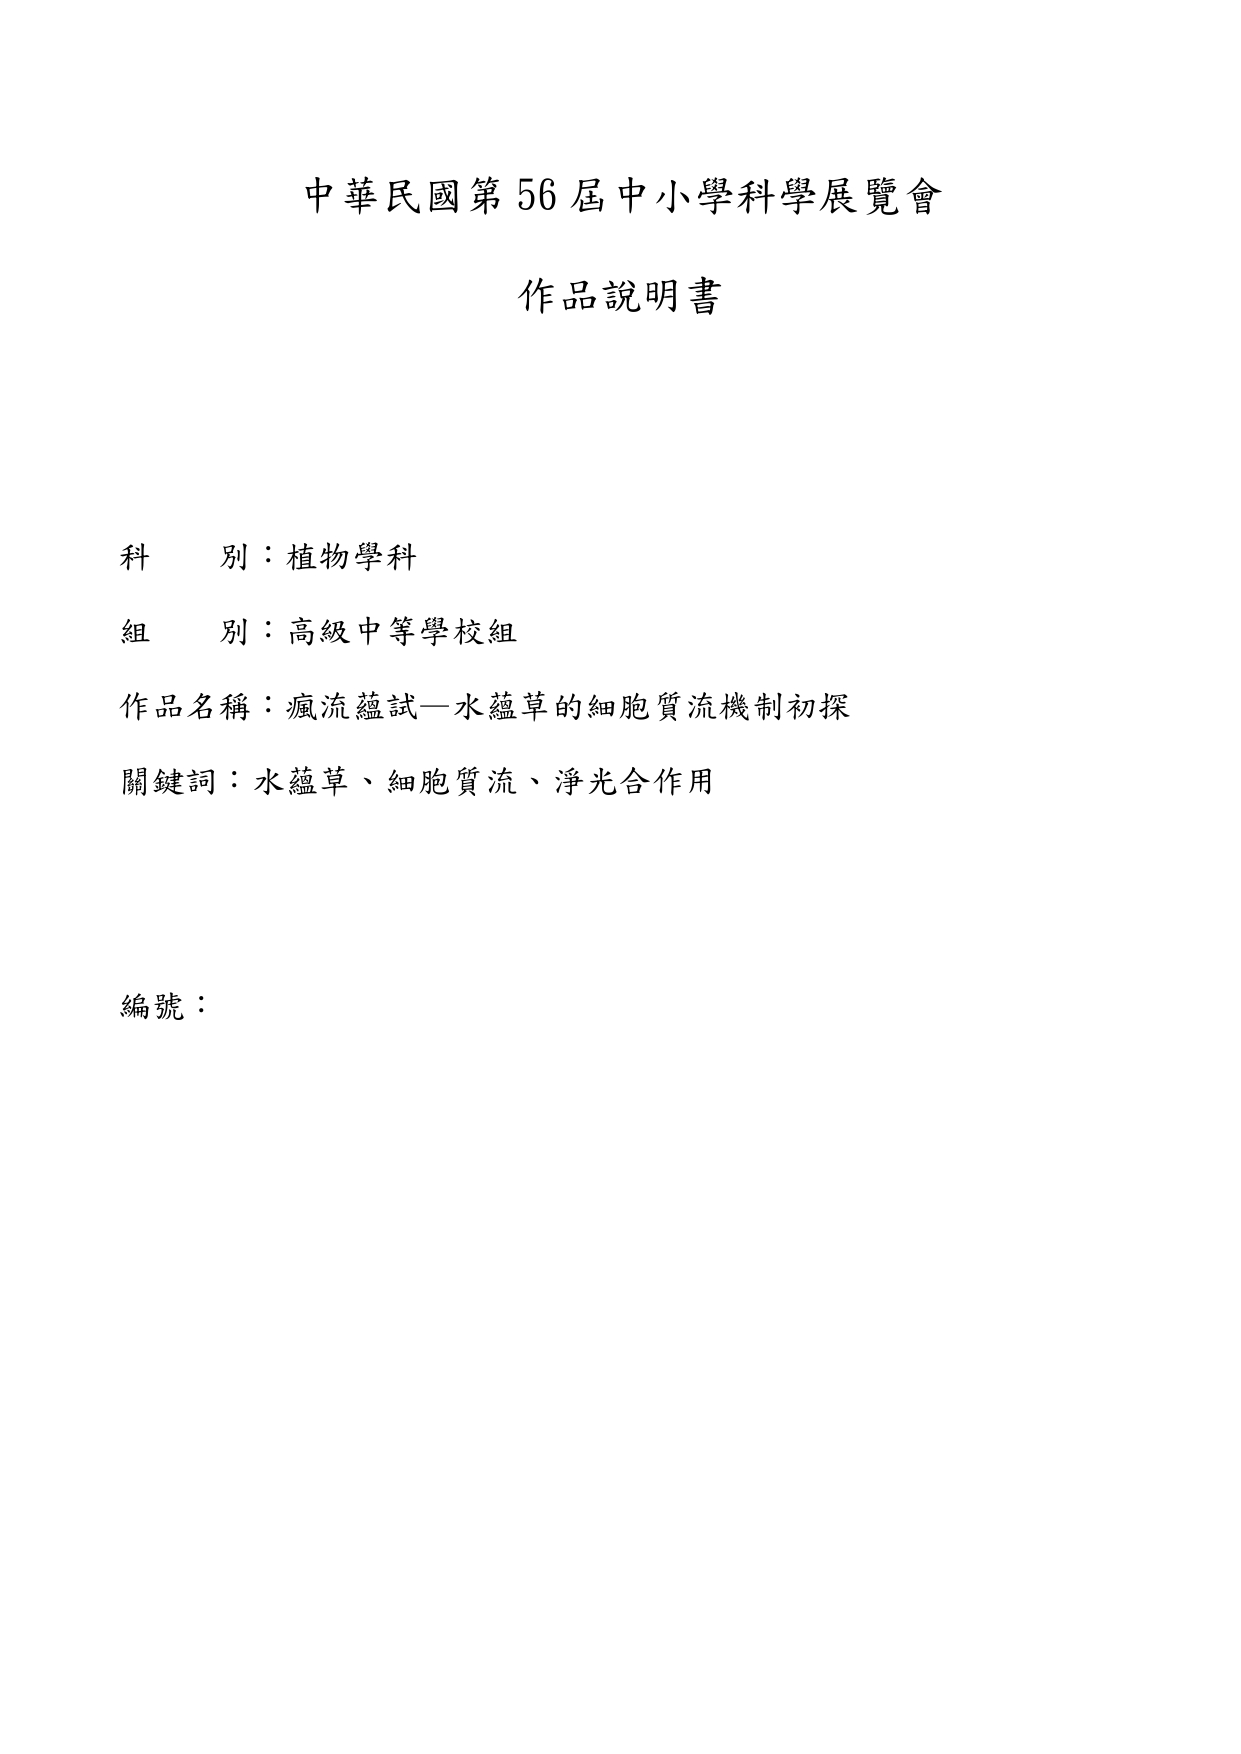 中華民國第 56 屆中小學科學展覽會
作品說明書
科　　別：植物學科
組　　別：高級中等學校組
作品名稱：瘋流蘊試—水蘊草的細胞質流機制初探
關鍵詞：水蘊草、細胞質流、淨光合作用
編號：